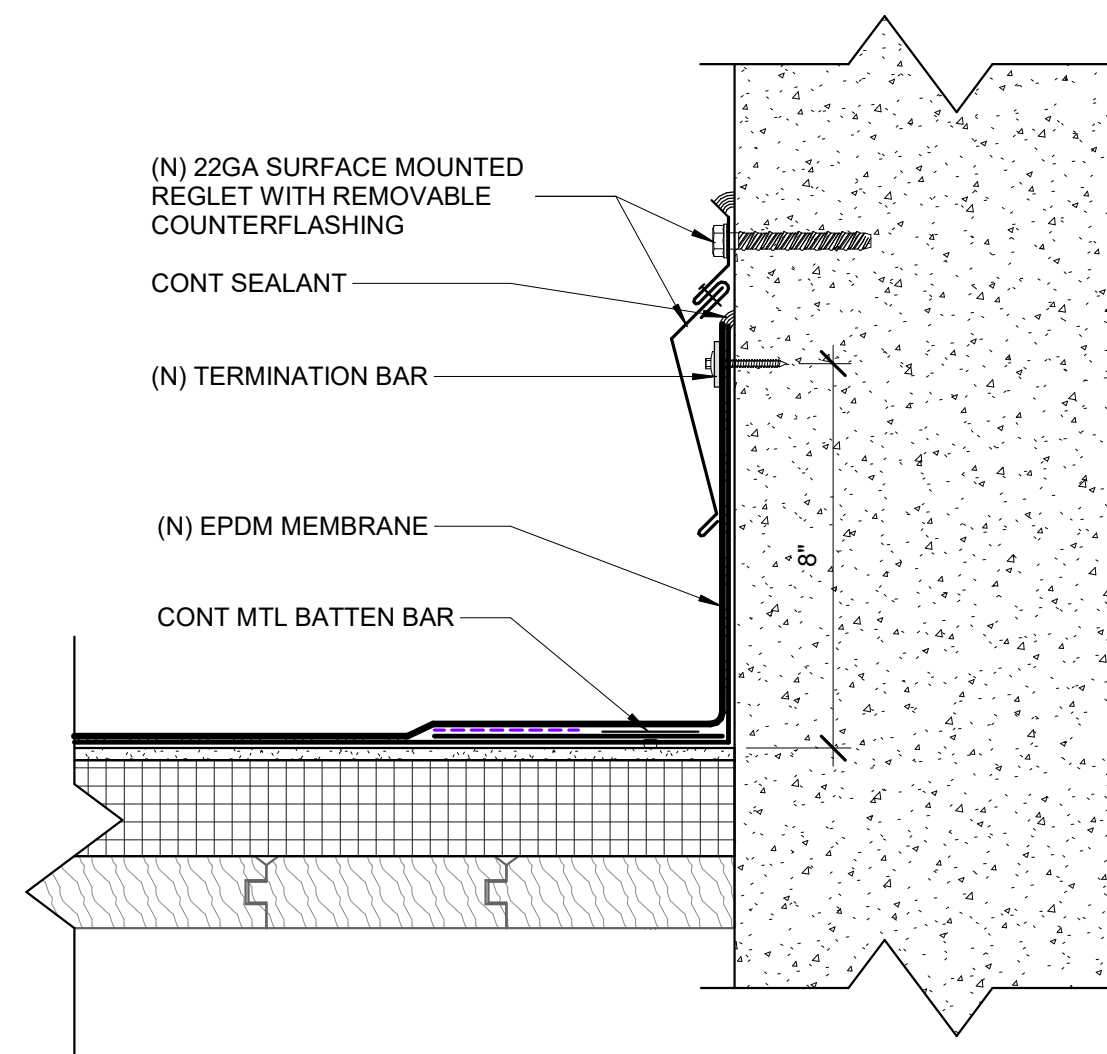 (N) 22GA SURFACE MOUNTED
REGLET WITH REMOVABLE
COUNTERFLASHING
CONT SEALANT
(N) TERMINATION BAR
(N) EPDM MEMBRANE
8"
CONT MTL BATTEN BAR